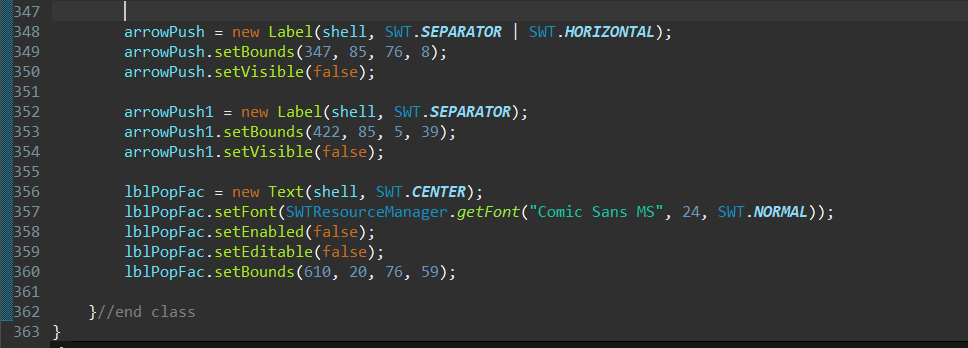 347
348 arrowPush = new Label(shell, SWT.SEPARATOR | SWT.HORIZONTAL);
349 arrowPush.setBounds(347, 85, 76, 8);
350 arrowPush.setVisible(false);
351
352 arrowPush1 = new Label(shell, SWT.SEPARATOR);
353 arrowPush1.setBounds(422, 85, 5, 39);
354 arrowPush1.setVisible(false);
355
356 lblPopFac = new Text(shell, SWT.CENTER);
357 lblPopFac.setFont(SWTResourceManager.getFont("Comic Sans MS", 24, SWT.NORMAL));
358 lblPopFac.setEnabled(false);
359 lblPopFac.setEditable(false);
360 lblPopFac.setBounds(610, 20, 76, 59);
361
362 }//end class
363 }